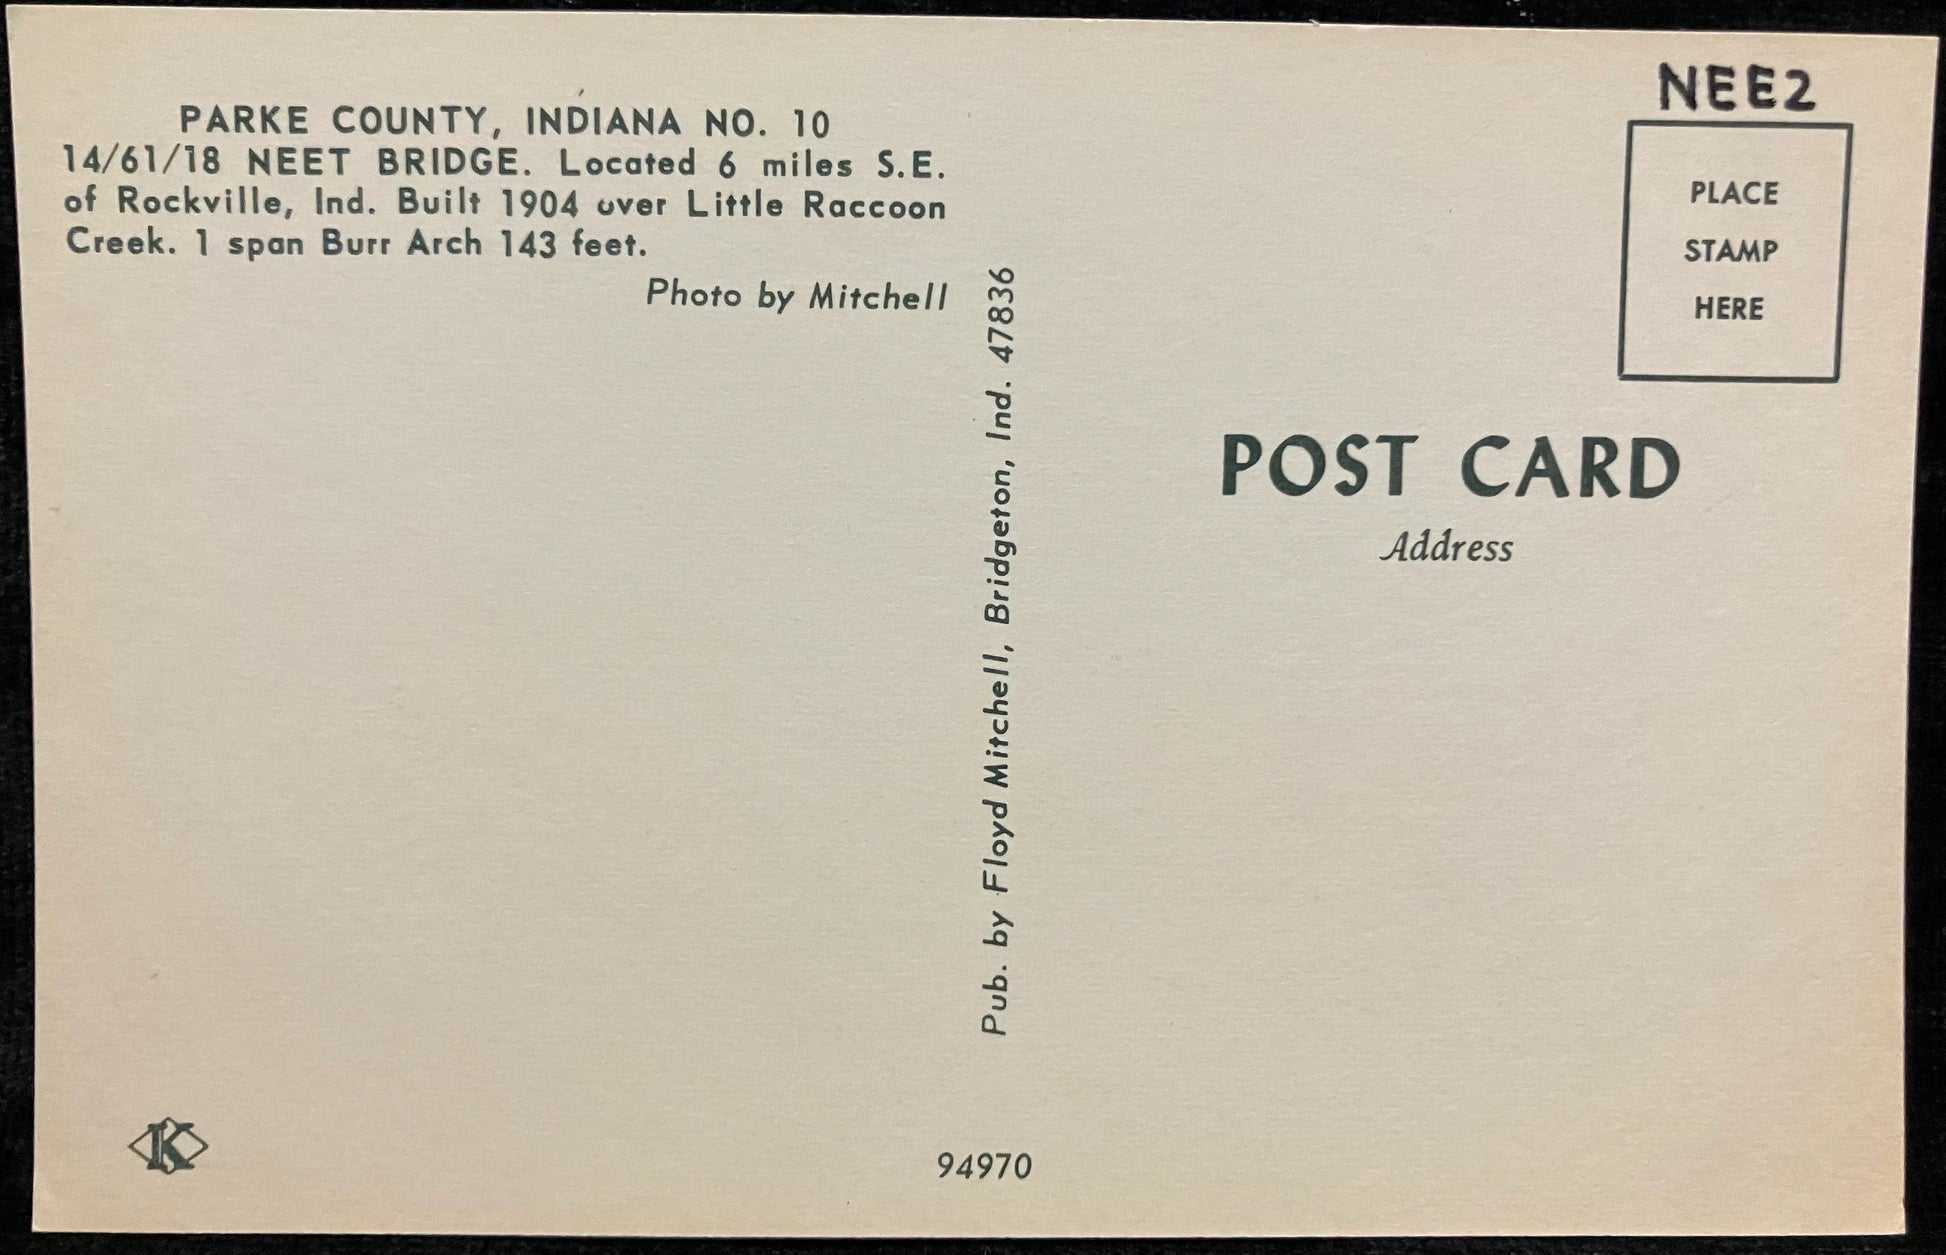 PARKE COUNTY, INDIANA NO. 10
14/61/18 NEET BRIDGE. Located 6 miles S.E.
of Rockville, Ind. Built 1904 over Little Raccoon
Creek. 1 span Burr Arch 143 feet.
Photo by Mitchell
Pub. by Floyd Mitchell, Bridgeton, Ind. 47836
NEE2
PLACE
STAMP
HERE
POST CARD
Address
K
94970